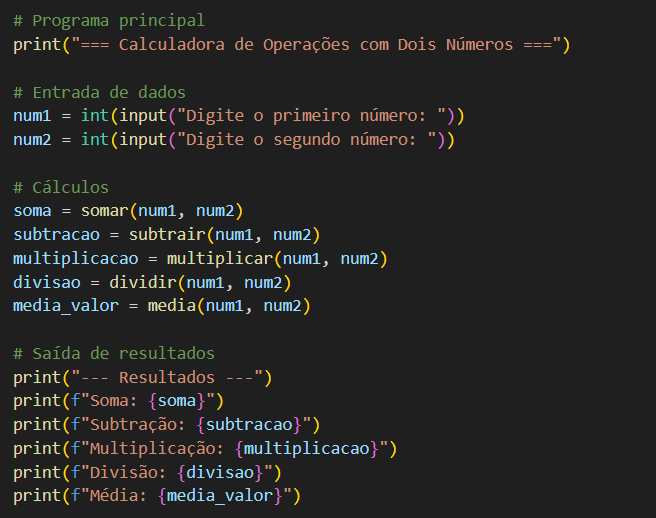 # Programa principal
print("=== Calculadora de Operações com Dois Números ===")
# Entrada de dados
num1 = int(input("Digite o primeiro número: "))
num2 = int(input("Digite o segundo número: "))
# Cálculos
soma = somar(num1, num2)
subtracao = subtrair(num1, num2)
multiplicacao = multiplicar(num1, num2)
divisao = dividir(num1, num2)
media_valor = media(num1, num2)
# Saída de resultados
print("--- Resultados ---")
print(f"Soma: {soma}")
print(f"Subtração: {subtracao}")
print(f"Multiplicação: {multiplicacao}")
print(f"Divisão: {divisao}")
print(f"Média: {media_valor}")